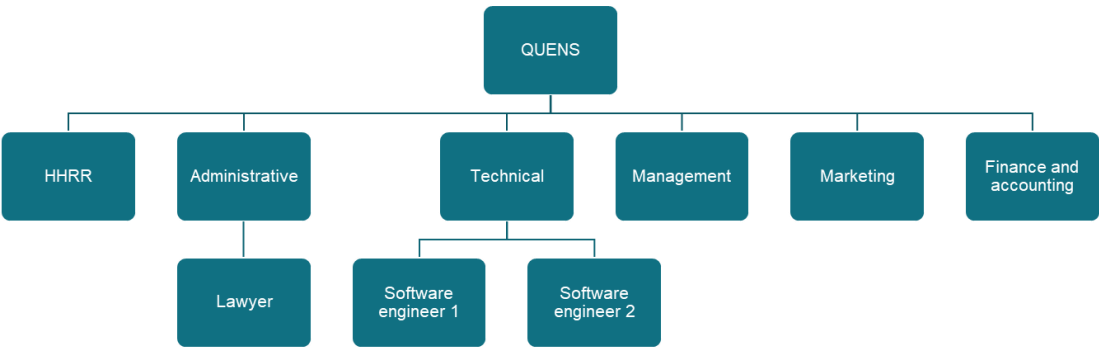 QUENS
HHRR
Administrative
Technical
Management
Marketing
Finance and
accounting
Lawyer
Software
engineer 1
Software
engineer 2